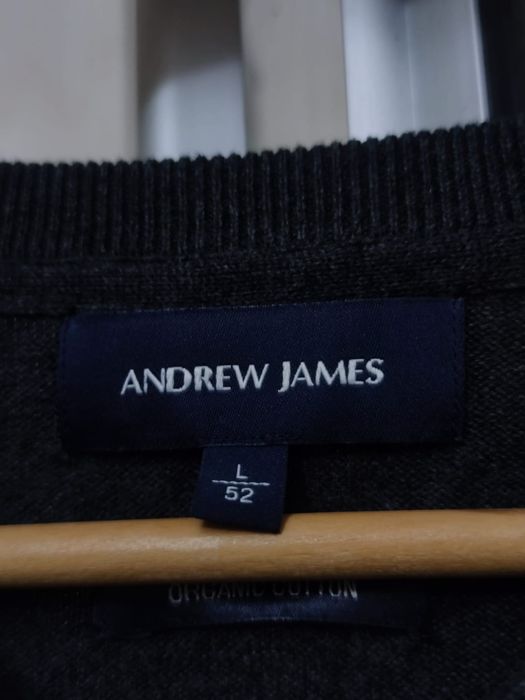 ANDREW JAMES
L
52
ORGANIC COTTON